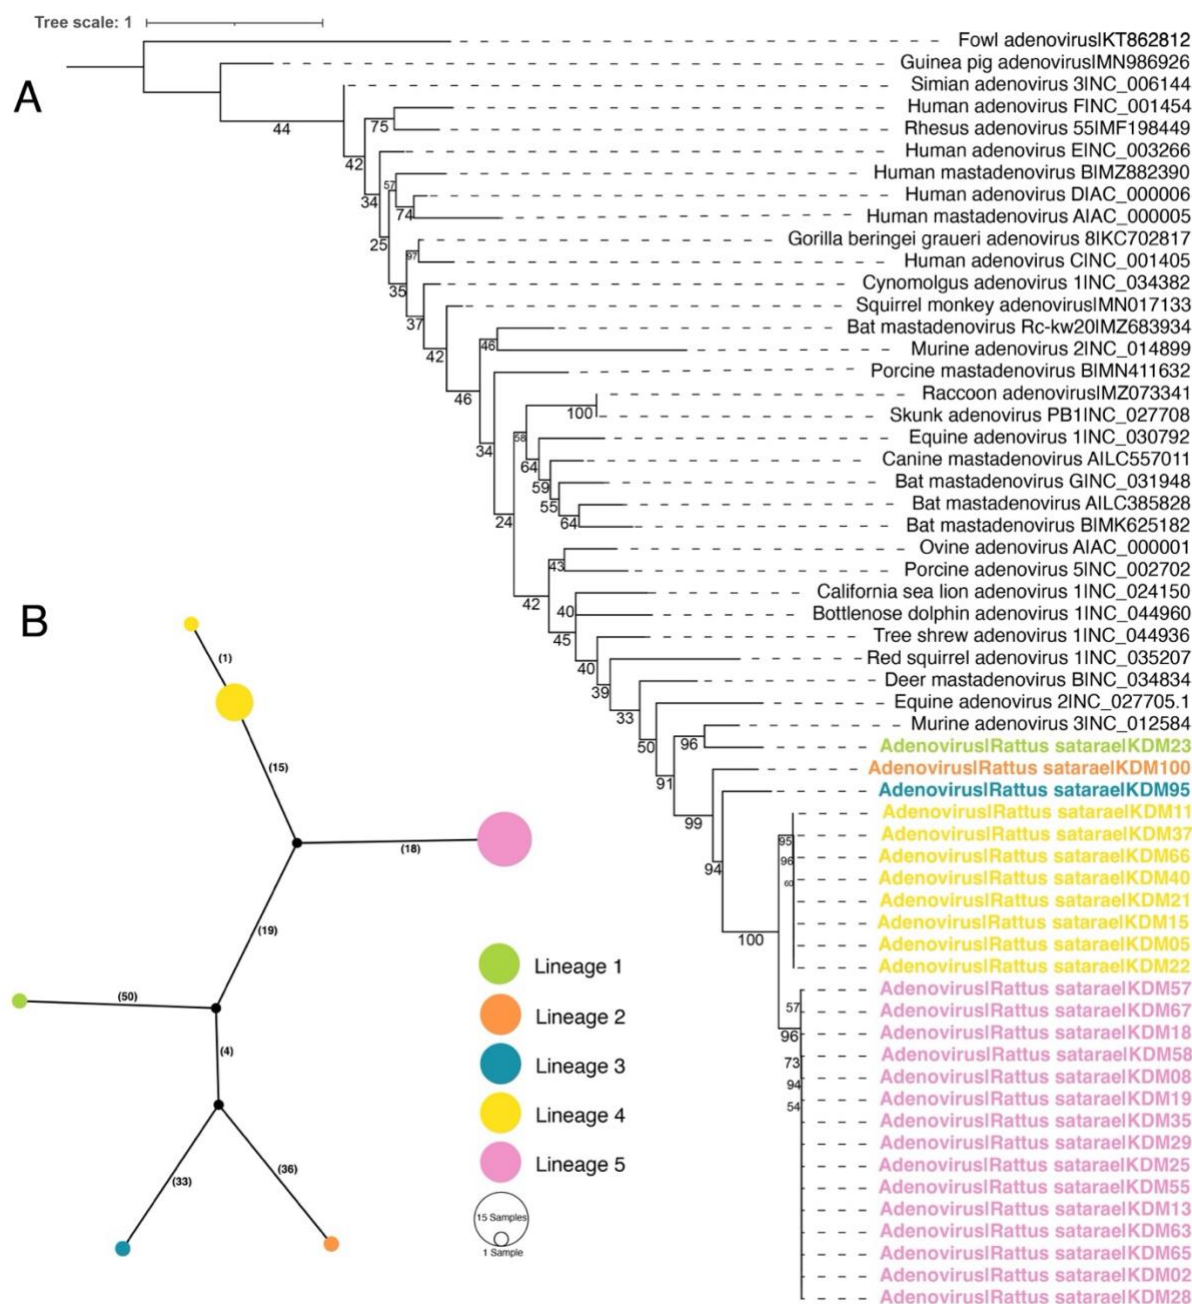 Tree scale: 1
A
Fowl adenovirus|KT862812
Guinea pig adenovirus|MN986926
Simian adenovirus 3|NC_006144
44
Human adenovirus F|NC_001454
75
Rhesus adenovirus 55|MF198449
42
Human adenovirus E|NC_003266
Human mastadenovirus B|MZ882390
57
34
Human adenovirus D|AC_000006
74
Human mastadenovirus A|AC_000005
25
Gorilla beringei graueri adenovirus 8|KC702817
97
Human adenovirus C|NC_001405
35
Cynomolgus adenovirus 1|NC_034382
Squirrel monkey adenovirus|MN017133
37
Bat mastadenovirus Rc-kw20|MZ683934
46
Murine adenovirus 2|NC_014899
42
Porcine mastadenovirus B|MN411632
46
Raccoon adenovirus|MZ073341
100
Skunk adenovirus PB1|NC_027708
Equine adenovirus 1|NC_030792
58
34
Canine mastadenovirus A|LC557011
64
Bat mastadenovirus G|NC_031948
59
Bat mastadenovirus A|LC385828
55
64
Bat mastadenovirus B|MK625182
24
Ovine adenovirus A|AC_000001
43
Porcine adenovirus 5|NC_002702
California sea lion adenovirus 1|NC_024150
42
40
Bottlenose dolphin adenovirus 1|NC_044960
Tree shrew adenovirus 1|NC_044936
45
Red squirrel adenovirus 1|NC_035207
40
Deer mastadenovirus B|NC_034834
39
Equine adenovirus 2|NC_027705.1
33
Murine adenovirus 3|NC_012584
50
96
Adenovirus|Rattus satarae|KDM23
Adenovirus|Rattus satarae|KDM100
91
Adenovirus|Rattus satarae|KDM95
Adenovirus|Rattus satarae|KDM11
99
Adenovirus|Rattus satarae|KDM37
95
Adenovirus|Rattus satarae|KDM66
96
94
Adenovirus|Rattus satarae|KDM40
60
Adenovirus|Rattus satarae|KDM21
Adenovirus|Rattus satarae|KDM15
100
Adenovirus|Rattus satarae|KDM05
Adenovirus|Rattus satarae|KDM22
Adenovirus|Rattus satarae|KDM57
57
Adenovirus|Rattus satarae|KDM67
Adenovirus|Rattus satarae|KDM18
96
Adenovirus|Rattus satarae|KDM58
73
Adenovirus|Rattus satarae|KDM08
94
Adenovirus|Rattus satarae|KDM19
54
Adenovirus|Rattus satarae|KDM35
Adenovirus|Rattus satarae|KDM29
Adenovirus|Rattus satarae|KDM25
Adenovirus|Rattus satarae|KDM55
Adenovirus|Rattus satarae|KDM13
Adenovirus|Rattus satarae|KDM63
Adenovirus|Rattus satarae|KDM65
Adenovirus|Rattus satarae|KDM02
Adenovirus|Rattus satarae|KDM28
B
(1)
(15)
(18)
(19)
(50)
(4)
(33)
(36)
Lineage 1
Lineage 2
Lineage 3
Lineage 4
Lineage 5
15 Samples
1 Sample